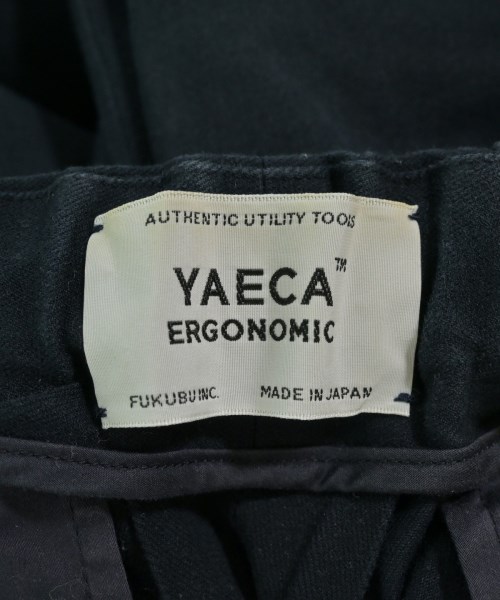 AUTHENTIC UTILITY TOOLS
YAECA™
ERGONOMIC
FUKUBU INC. MADE IN JAPAN